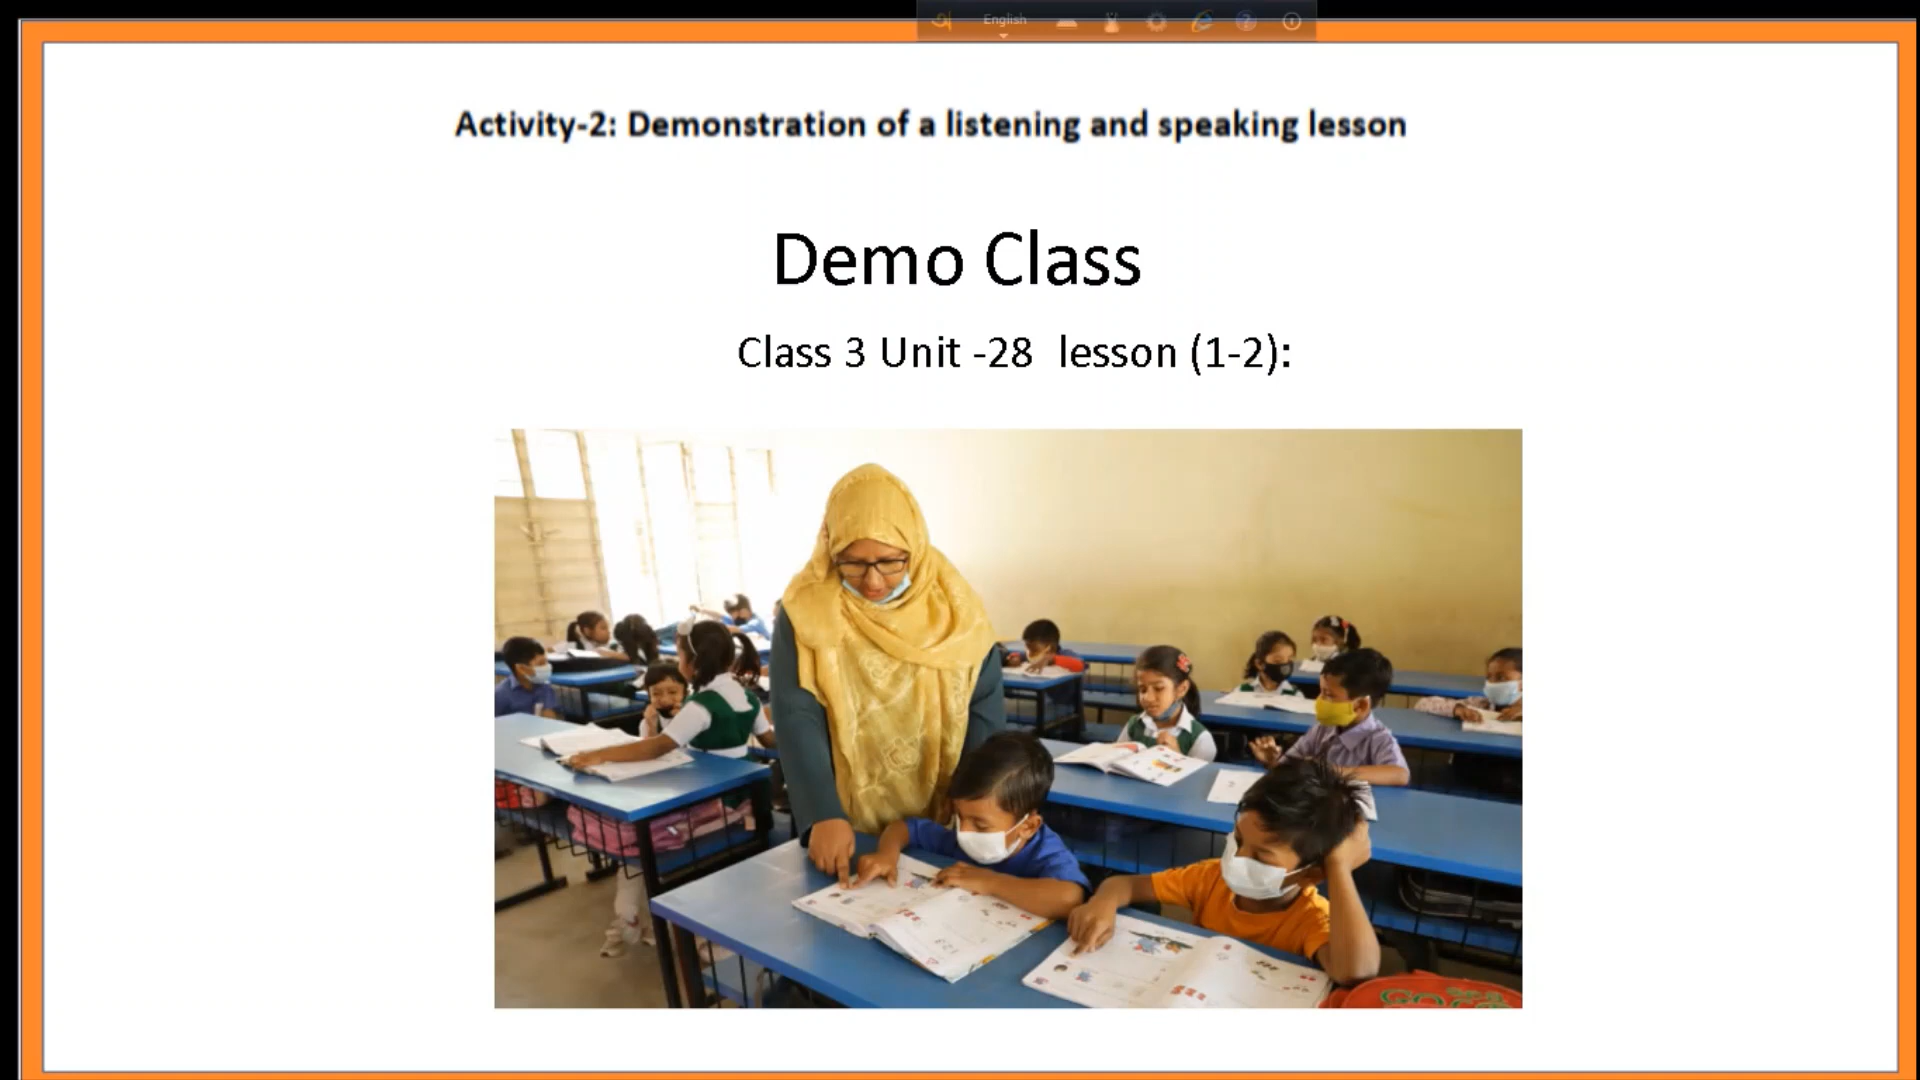 অ English
Activity-2: Demonstration of a listening and speaking lesson
Demo Class
Class 3 Unit -28 lesson (1-2):